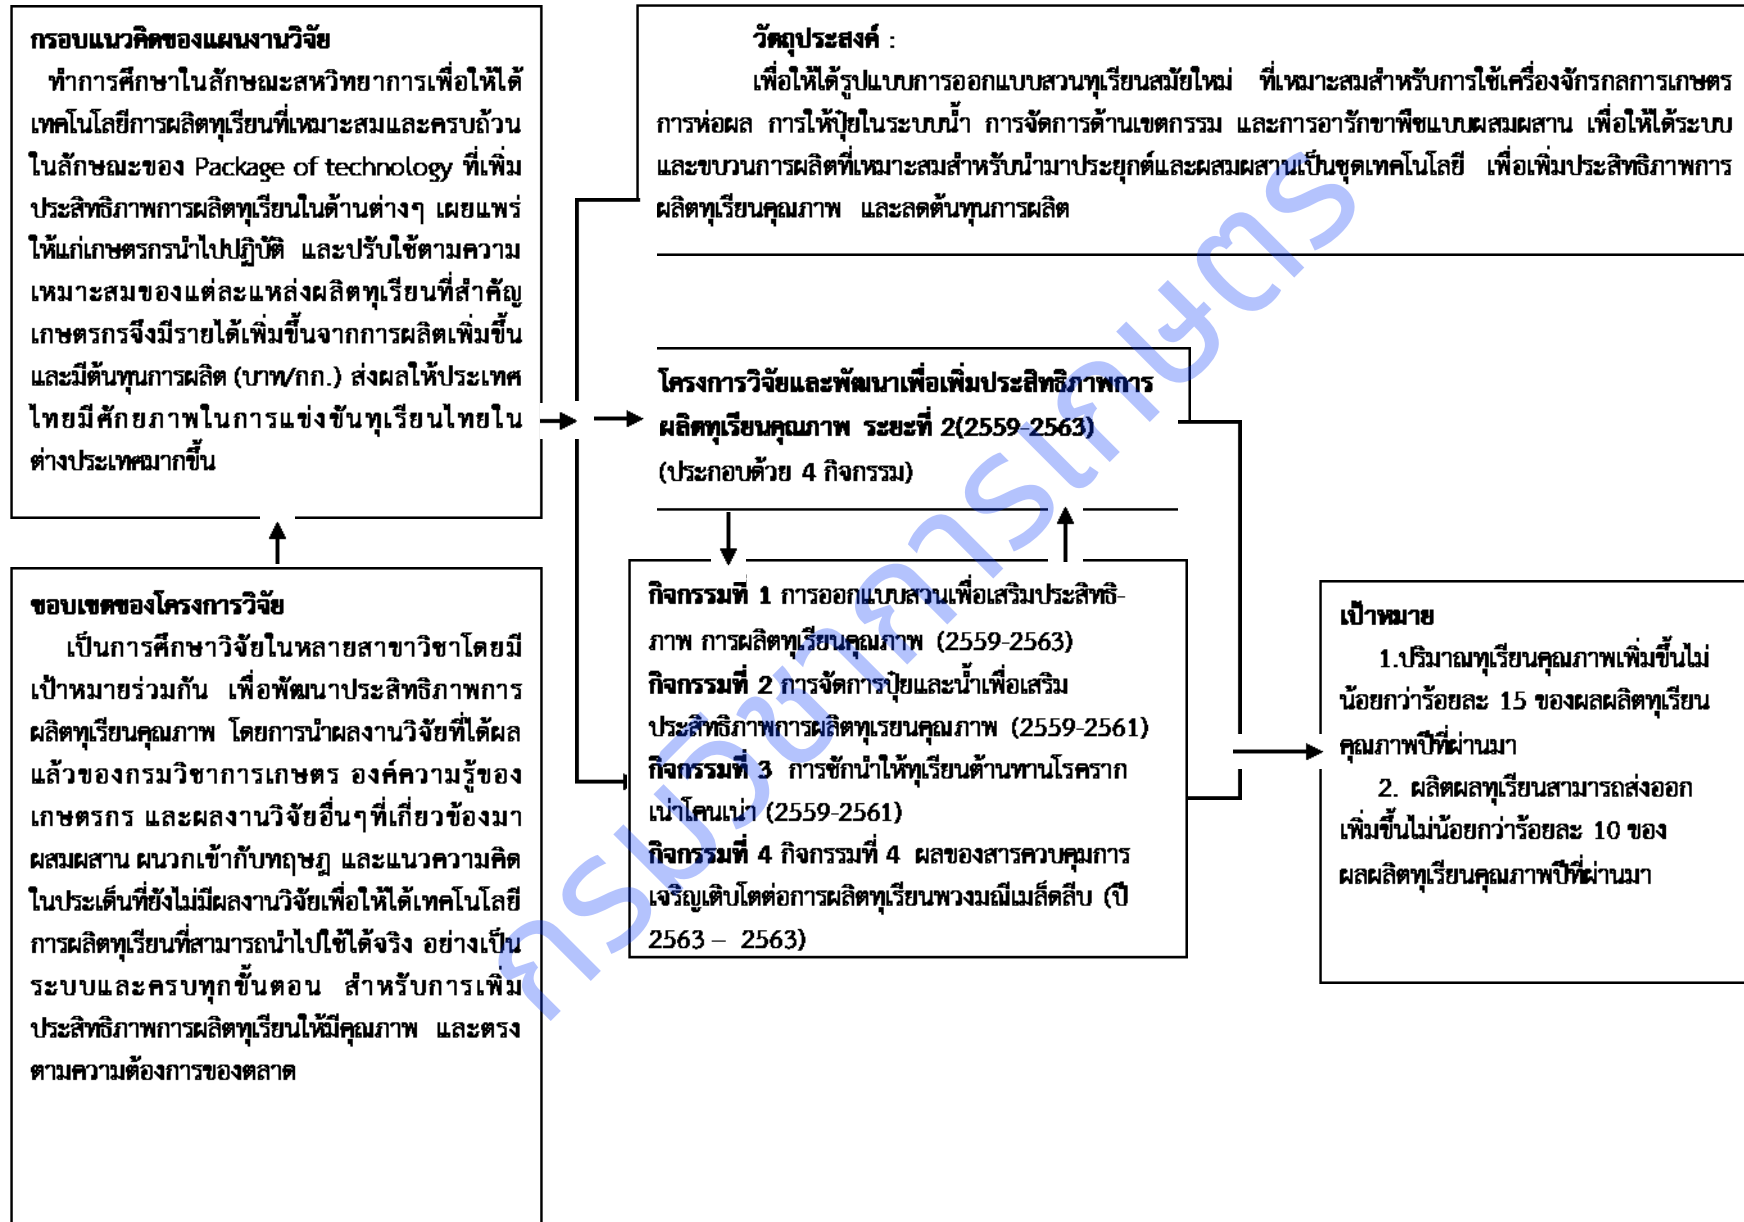 กรอบแนวคิดของแผนงานวิจัย
ทำการศึกษาในลักษณะสหวิทยาการเพื่อให้ได้
เทคโนโลยีการผลิตทุเรียนที่เหมาะสมและครบถ้วน
ในลักษณะของ Package of technology ที่เพิ่ม
ประสิทธิภาพการผลิตทุเรียนในด้านต่างๆ เผยแพร่
ให้แก่เกษตรกรนำไปปฏิบัติ และปรับใช้ตามความ
เหมาะสมของแต่ละแหล่งผลิตทุเรียนที่สำคัญ
เกษตรกรจึงมีรายได้เพิ่มขึ้นจากการผลิตเพิ่มขึ้น
และมีต้นทุนการผลิต (บาท/กก.) ส่งผลให้ประเทศ
ไทยมีศักยภาพในการแข่งขันทุเรียนไทยใน
ต่างประเทศมากขึ้น
วัตถุประสงค์ :
เพื่อให้ได้รูปแบบการออกแบบสวนทุเรียนสมัยใหม่ ที่เหมาะสมสำหรับการใช้เครื่องจักรกลการเกษตร
การห่อผล การให้ปุ๋ยในระบบน้ำ การจัดการด้านเขตกรรม และการอารักขาพืชแบบผสมผสาน เพื่อให้ได้ระบบ
และขบวนการผลิตที่เหมาะสมสำหรับนำมาประยุกต์และผสมผสานเป็นชุดเทคโนโลยี เพื่อเพิ่มประสิทธิภาพการ
ผลิตทุเรียนคุณภาพ และลดต้นทุนการผลิต
โครงการวิจัยและพัฒนาเพื่อเพิ่มประสิทธิภาพการ
ผลิตทุเรียนคุณภาพ ระยะที่ 2(2559-2563)
(ประกอบด้วย 4 กิจกรรม)
ขอบเขตของโครงการวิจัย
เป็นการศึกษาวิจัยในหลายสาขาวิชาโดยมี
เป้าหมายร่วมกัน เพื่อพัฒนาประสิทธิภาพการ
ผลิตทุเรียนคุณภาพ โดยการนำผลงานวิจัยที่ได้ผล
แล้วของกรมวิชาการเกษตร องค์ความรู้ของ
เกษตรกร และผลงานวิจัยอื่นๆที่เกี่ยวข้องมา
ผสมผสาน ผนวกเข้ากับทฤษฎี และแนวความคิด
ในประเด็นที่ยังไม่มีผลงานวิจัยเพื่อให้ได้เทคโนโลยี
การผลิตทุเรียนที่สามารถนำไปใช้ได้จริง อย่างเป็น
ระบบและครบทุกขั้นตอน สำหรับการเพิ่ม
ประสิทธิภาพการผลิตทุเรียนให้มีคุณภาพ และตรง
ตามความต้องการของตลาด
กิจกรรมที่ 1 การออกแบบสวนเพื่อเสริมประสิทธิ-
ภาพ การผลิตทุเรียนคุณภาพ (2559-2563)
กิจกรรมที่ 2 การจัดการปุ๋ยและน้ำเพื่อเสริม
ประสิทธิภาพการผลิตทุเรยนคุณภาพ (2559-2561)
กิจกรรมที่ 3 การชักนำให้ทุเรียนต้านทานโรคราก
เน่าโคนเน่า (2559-2561)
กิจกรรมที่ 4 กิจกรรมที่ 4 ผลของสารควบคุมการ
เจริญเติบโตต่อการผลิตทุเรียนพวงมณีเมล็ดลีบ (ปี
2563 – 2563)
เป้าหมาย
1.ปริมาณทุเรียนคุณภาพเพิ่มขึ้นไม่
น้อยกว่าร้อยละ 15 ของผลผลิตทุเรียน
คุณภาพปีที่ผ่านมา
2. ผลิตผลทุเรียนสามารถส่งออก
เพิ่มขึ้นไม่น้อยกว่าร้อยละ 10 ของ
ผลผลิตทุเรียนคุณภาพปีที่ผ่านมา
กรมวิชาการเกษตร